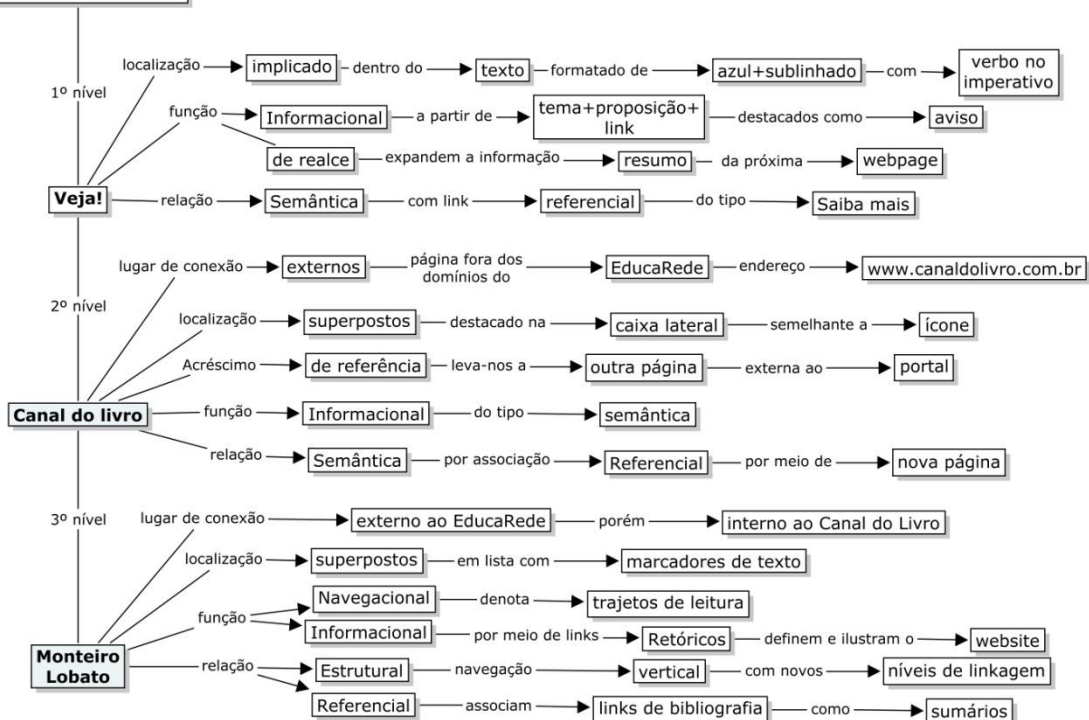 localização implicado dentro do texto formatado de azul+sublinhado com verbo no
imperativo
1º nível
função Informacional a partir de tema+proposição+
link
destacados como aviso
de realce expandem a informação resumo da próxima webpage
Veja! relação Semântica com link referencial do tipo Saiba mais
lugar de conexão externos página fora dos
domínios do
EducaRede endereço www.canaldolivro.com.br
2º nível
localização superpostos destacado na caixa lateral semelhante a ícone
Acréscimo de referência leva-nos a outra página externa ao portal
Canal do livro função Informacional do tipo semântica
relação Semântica por associação Referencial por meio de nova página
3º nível lugar de conexão externo ao EducaRede porém interno ao Canal do Livro
localização superpostos em lista com marcadores de texto
função Navegacional denota trajetos de leitura
Informacional por meio de links Retóricos definem e ilustram o website
Monteiro
Lobato
relação Estrutural navegação vertical com novos níveis de linkagem
Referencial associam links de bibliografia como sumários